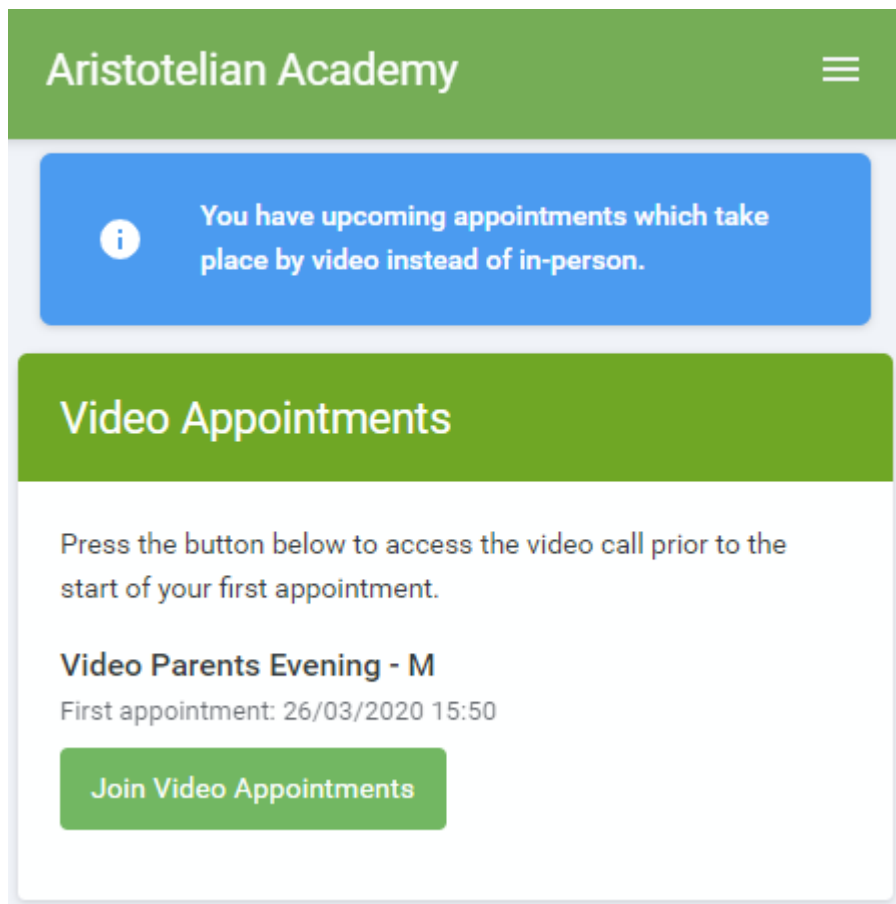 Aristotelian Academy
You have upcoming appointments which take
place by video instead of in-person.
Video Appointments
Press the button below to access the video call prior to the
start of your first appointment.
Video Parents Evening - M
First appointment: 26/03/2020 15:50
Join Video Appointments